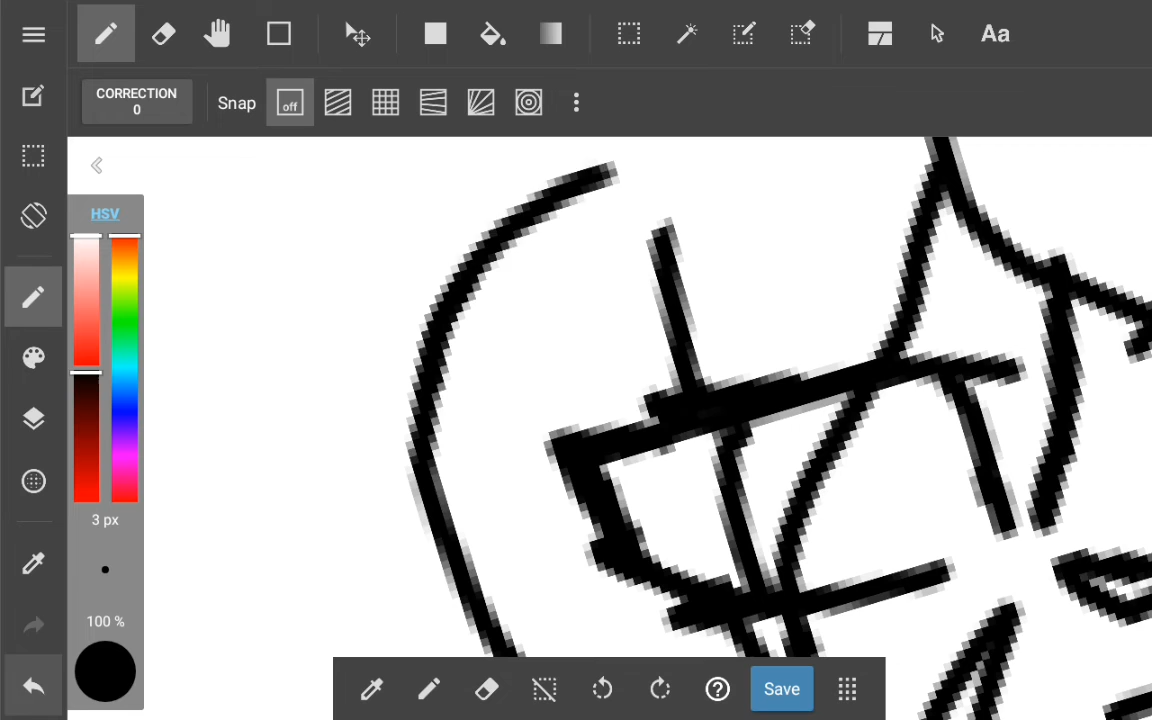 Aa
CORRECTION
0
Snap
off
HSV
3 px
100 %
Save